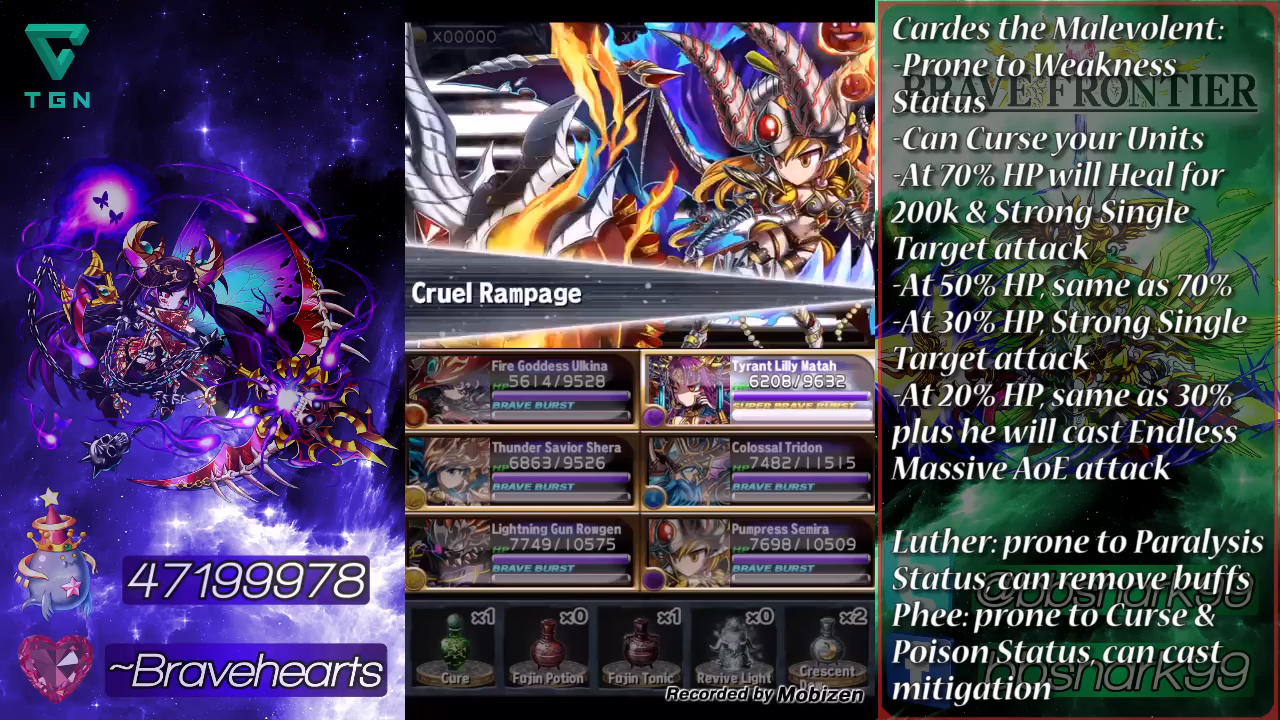 TGN
47199978
~Bravehearts
X00000
Cruel Rampage
Fire Goddess Ulkina
HP 5614/9528
BRAVE BURST
Tyrant Lilly Matah
HP 6208/9632
SUPER BRAVE BURST
Thunder Savior Shera
HP 6863/9526
BRAVE BURST
Colossal Tridon
HP 7482/11515
BRAVE BURST
Lightning Gun Rowgen
HP 7749/10575
BRAVE BURST
Pumpress Semira
HP 7698/10509
BRAVE BURST
x1
x0
x1
x0
x2
Cure
Fujin Potion
Fujin Tonic
Revive Light
Crescent
Recorded by Mobizen
BRAVE FRONTIER
Cardes the Malevolent:
-Prone to Weakness
Status
-Can Curse your Units
-At 70% HP will Heal for
200k & Strong Single
Target attack
-At 50% HP, same as 70%
-At 30% HP, Strong Single
Target attack
-At 20% HP, same as 30%
plus he will cast Endless
Massive AoE attack
Luther: prone to Paralysis
Status, can remove buffs
Phee: prone to Curse &
Poison Status, can cast
mitigation